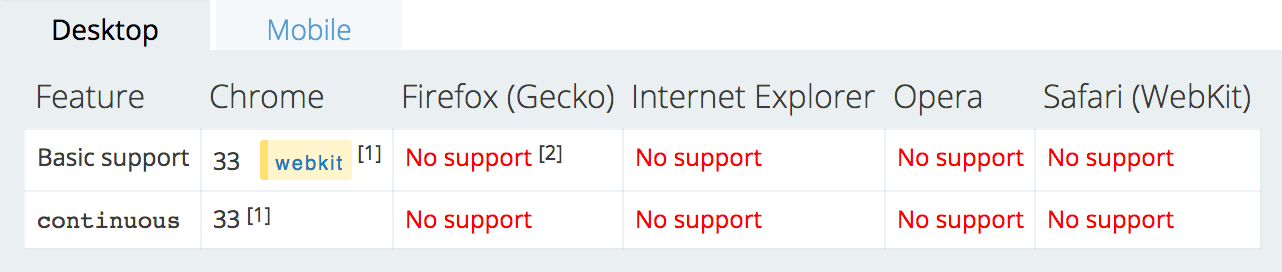 Desktop Mobile
Feature Chrome Firefox (Gecko) Internet Explorer Opera Safari (WebKit)
Basic support 33 webkit [1] No support [2] No support No support No support
continuous 33 [1] No support No support No support No support